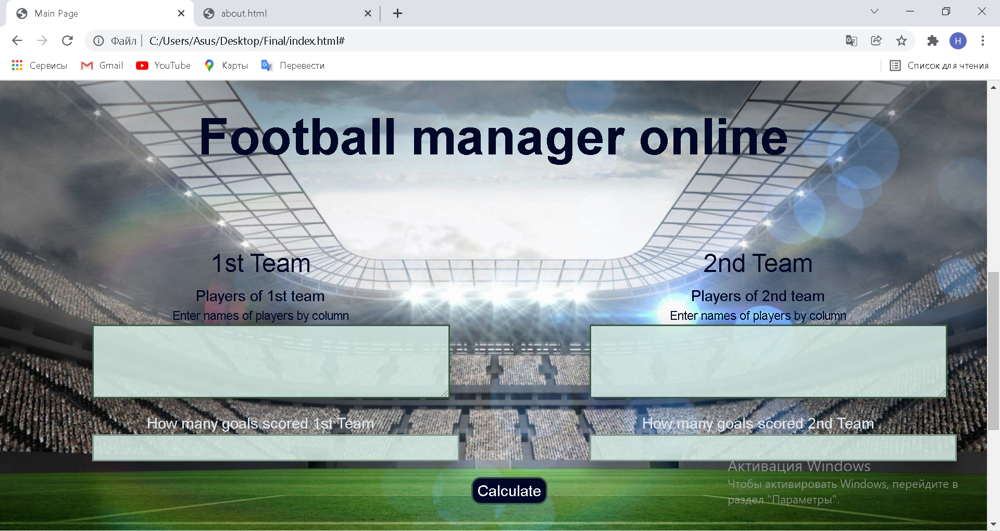 Main Page
about.html
Файл
C:/Users/Asus/Desktop/Final/index.html#
H
Сервисы
Gmail
YouTube
Карты
Перевести
Список для чтения
Football manager online
1st Team
Players of 1st team
Enter names of players by column
How many goals scored 1st Team
2nd Team
Players of 2nd team
Enter names of players by column
How many goals scored 2nd Team
Calculate
Активация Windows
Чтобы активировать Windows, перейдите в
раздел "Параметры".